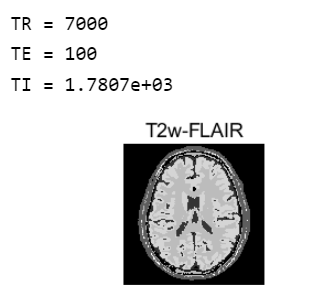 TR = 7000
TE = 100
TI = 1.7807e+03
T2w-FLAIR